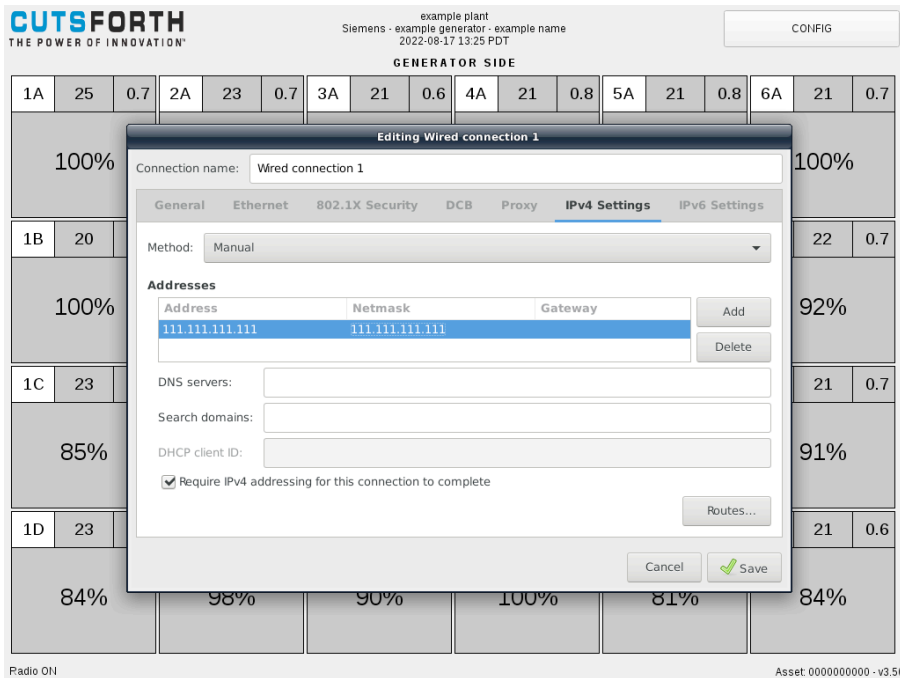 CUTSFORTH
THE POWER OF INNOVATION"
example plant
Siemens - example generator - example name
2022-08-17 13:25 PDT
CONFIG
GENERATOR SIDE
1A 25 0.7 2A 23 0.7 3A 21 0.6 4A 21 0.8 5A 21 0.8 6A 21 0.7
Editing Wired connection 1
100% 100%
Connection name: Wired connection 1
General Ethernet 802.1X Security DCB Proxy IPv4 Settings IPv6 Settings
1B 20 22 0.7
Method: Manual
Addresses
Address Netmask Gateway
100% 92%
Add
111.111.111.111 111.111.111.111
Delete
1C 23 21 0.7
DNS servers:
Search domains:
85% 91%
DHCP client ID:
Require IPv4 addressing for this connection to complete
Routes...
1D 23 21 0.6
Cancel Save
84% 98% 90% 100% 81% 84%
Radio ON
Asset: 0000000000 - v3.50